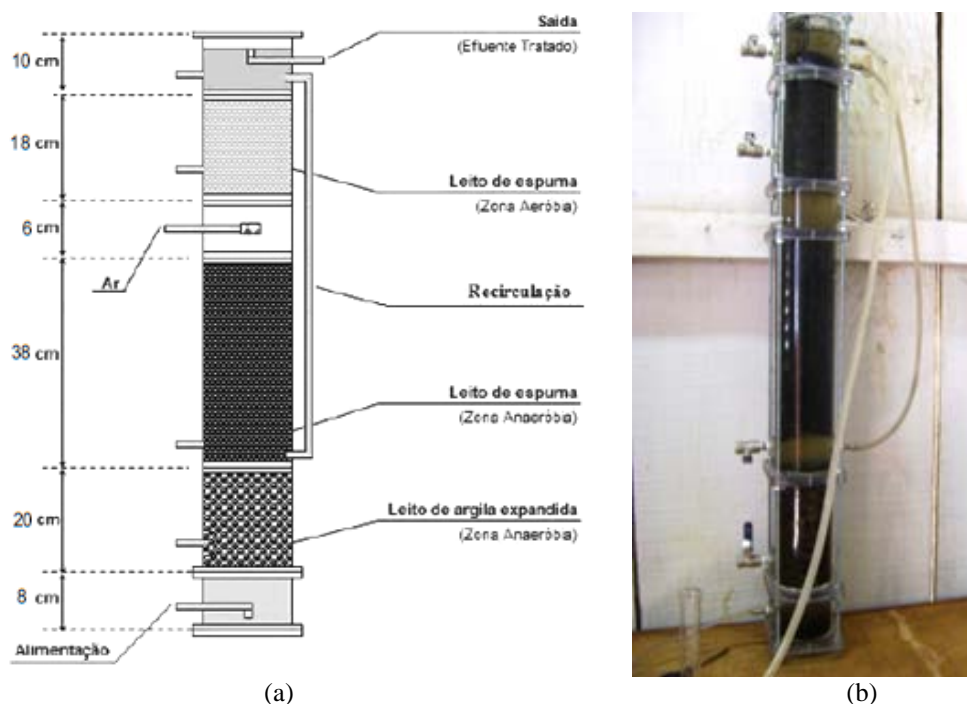 Saída
(Efluente Tratado)
10 cm
18 cm
Leito de espuma
(Zona Aeróbia)
6 cm
Ar
Recirculação
38 cm
Leito de espuma
(Zona Anaeróbia)
20 cm
Leito de argila expandida
(Zona Anaeróbia)
8 cm
Alimentação
(a)
(b)